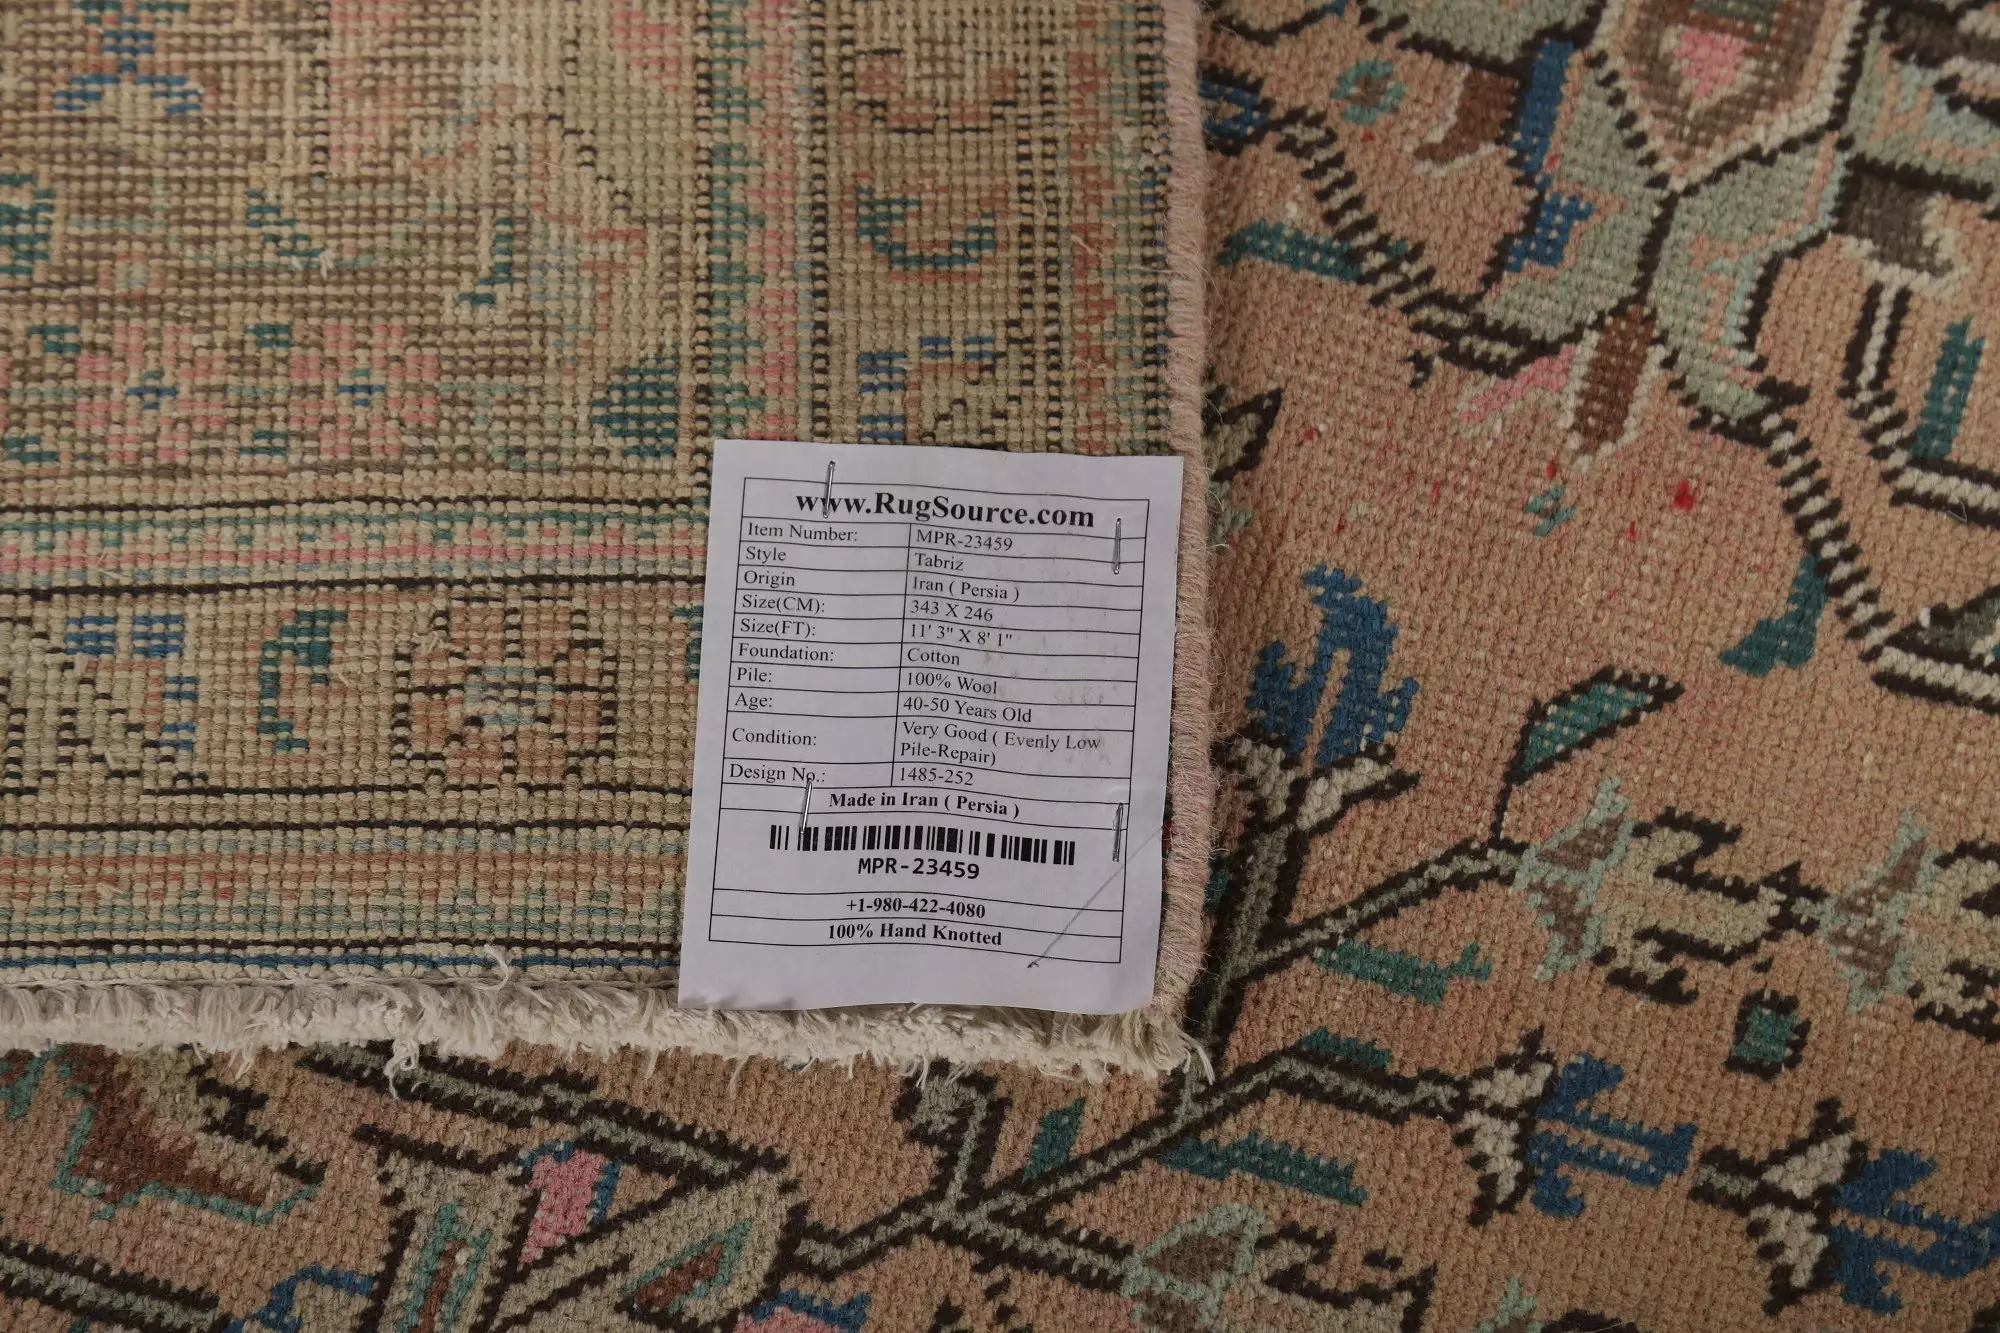 www.RugSource.com
Item Number: MPR-23459
Style Tabriz
Origin Iran ( Persia )
Size(CM): 343 X 246
Size(FT): 11' 3" X 8' 1"
Foundation: Cotton
Pile: 100% Wool
Age: 40-50 Years Old
Condition: Very Good ( Evenly Low
Pile-Repair)
Design No.: 1485-252
Made in Iran ( Persia )
MPR-23459
+1-980-422-4080
100% Hand Knotted